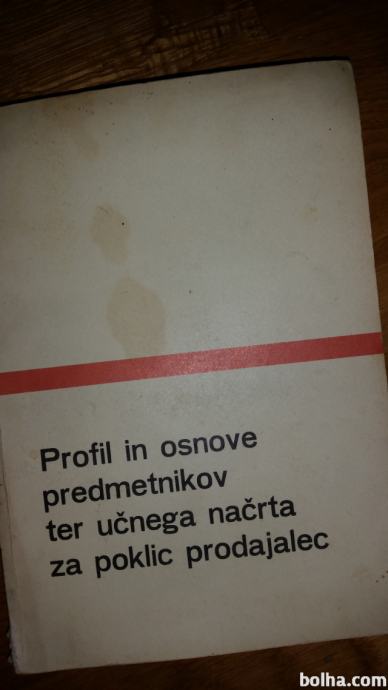 Profil in osnove
predmetnikov
ter učnega načrta
za poklic prodajalec
bolha.com